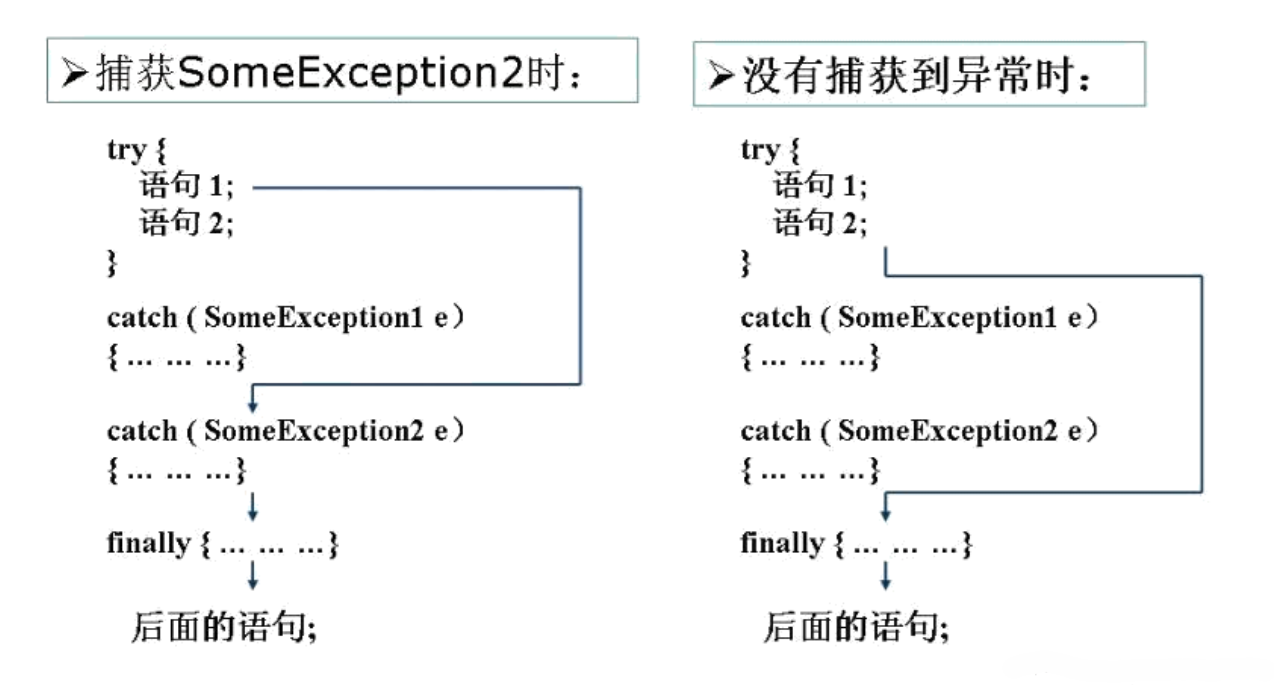 ➢捕获SomeException2时：
try {
语句 1;
语句 2;
}
catch ( SomeException1 e）
{ ... ... ...}
catch ( SomeException2 e）
{ ... ... ...}
finally { ... ... ...}
后面的语句;
➢没有捕获到异常时：
try {
语句 1;
语句 2;
}
catch ( SomeException1 e）
{ ... ... ...}
catch ( SomeException2 e）
{ ... ... ...}
finally { ... ... ...}
后面的语句;